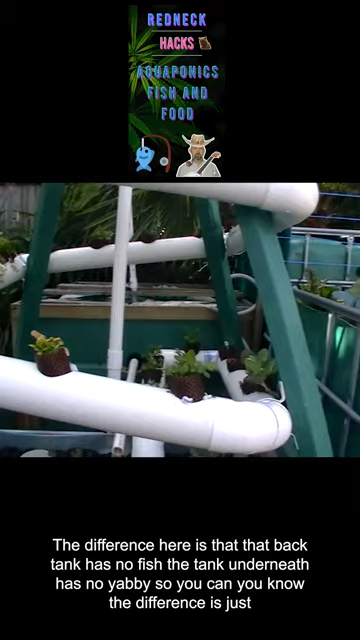 REDNECK
HACKS
AQUAPONICS
FISH AND
FOOD
The difference here is that that back
tank has no fish the tank underneath
has no yabby so you can you know
the difference is just